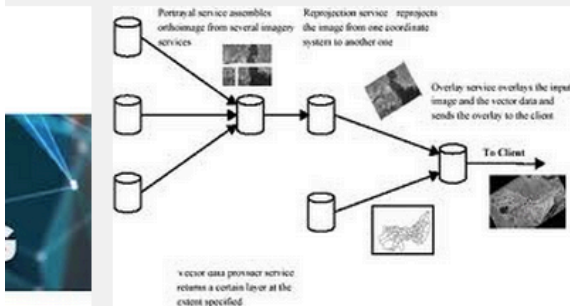 Portrayal service assembles
orthoimage from several imagery
services
Reprojection service reprojects
the image from one coordinate
system to another one
Overlay service overlays the input
image and the vector data and
sends the overlay to the client
To Client
Vector data provider service
returns a certain layer at the
extent specified